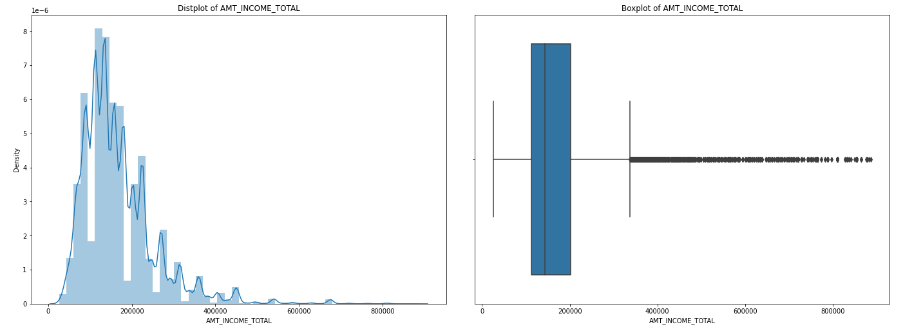 Distplot of AMT_INCOME_TOTAL
1e−6
8
7
6
5
4
3
2
1
0
Density
0 200000 400000 600000 800000
AMT_INCOME_TOTAL
Boxplot of AMT_INCOME_TOTAL
0 200000 400000 600000 800000
AMT_INCOME_TOTAL